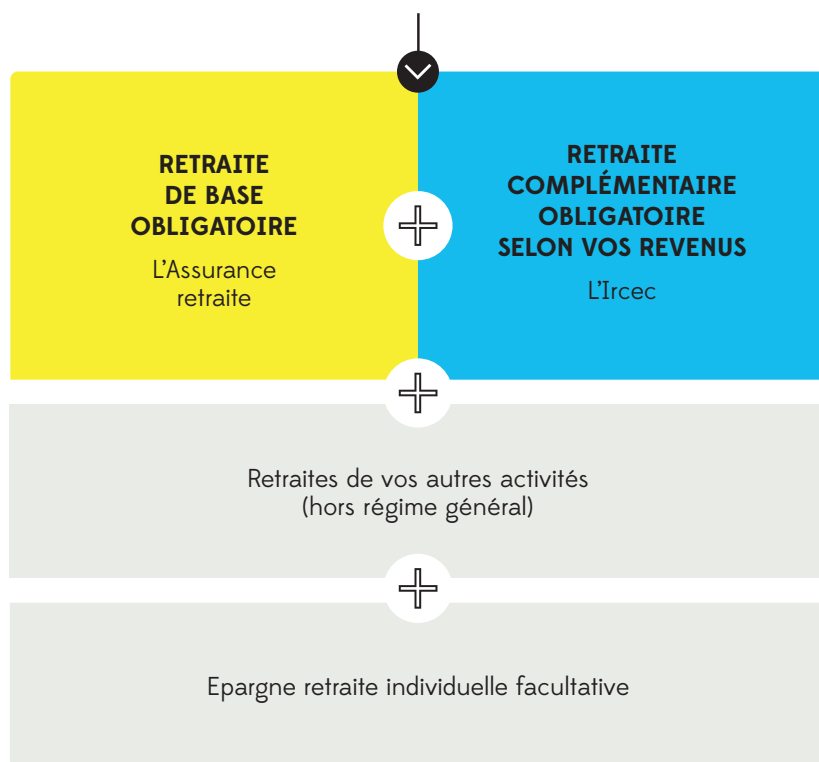 RETRAITE
DE BASE
OBLIGATOIRE
L'Assurance
retraite
RETRAITE
COMPLÉMENTAIRE
OBLIGATOIRE
SELON VOS REVENUS
L'Ircec
Retraites de vos autres activités
(hors régime général)
Epargne retraite individuelle facultative